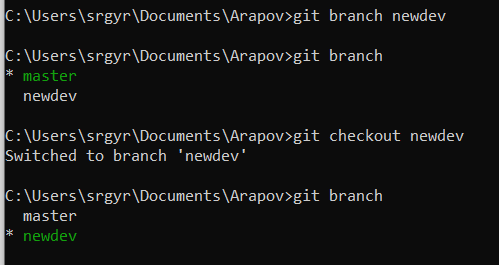 C:\Users\srgyr\Documents\Arapov>git branch newdev
C:\Users\srgyr\Documents\Arapov>git branch
* master
newdev
C:\Users\srgyr\Documents\Arapov>git checkout newdev
Switched to branch 'newdev'
C:\Users\srgyr\Documents\Arapov>git branch
master
* newdev